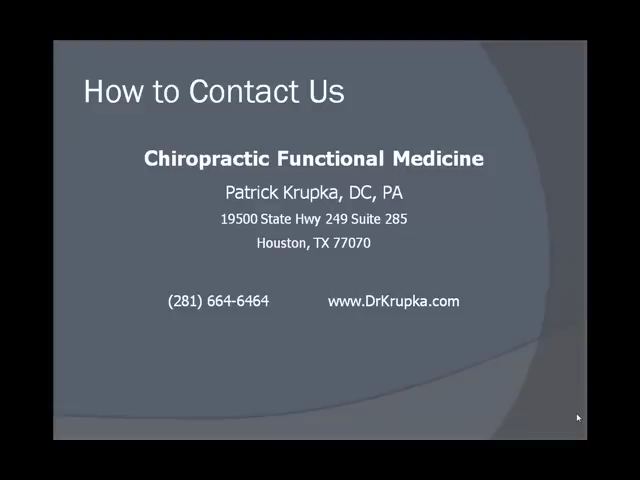 How to Contact Us
Chiropractic Functional Medicine
Patrick Krupka, DC, PA
19500 State Hwy 249 Suite 285
Houston, TX 77070
(281) 664-6464 www.DrKrupka.com